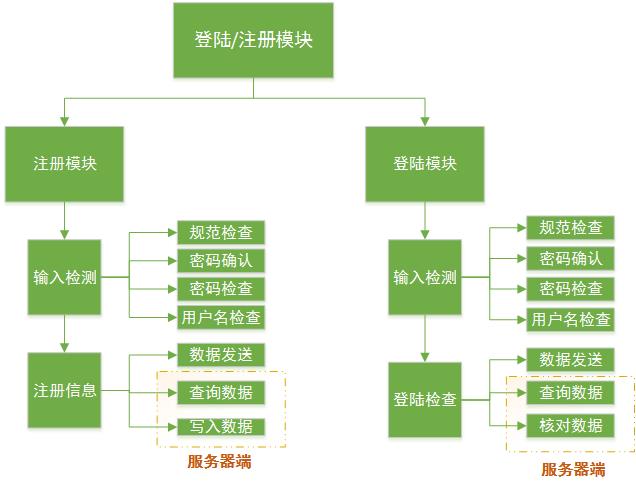 登陆/注册模块
注册模块
登陆模块
输入检测
规范检查
密码确认
密码检查
用户名检查
注册信息
数据发送
查询数据
写入数据
服务器端
输入检测
规范检查
密码确认
密码检查
用户名检查
登陆检查
数据发送
查询数据
核对数据
服务器端